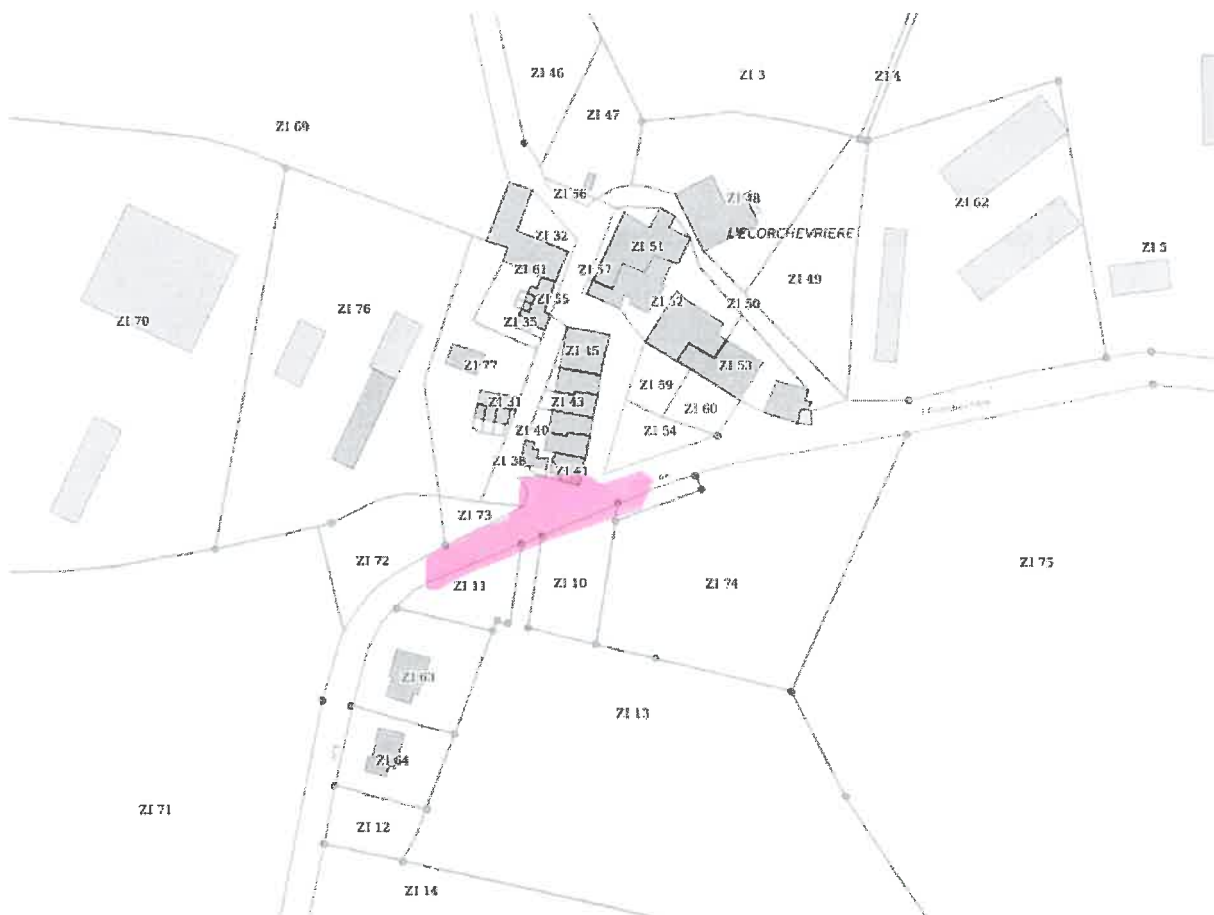 ZI 46
ZI 3
ZI 4
ZI 47
ZI 69
ZI 56
ZI 48
ZI 62
L'ECORCHEVRIERE
ZI 32
ZI 51
ZI 5
ZI 61
ZI 57
ZI 49
ZI 55
ZI 52
ZI 50
ZI 76
ZI 70
ZI 35
ZI 45
ZI 77
ZI 53
ZI 59
ZI 31
ZI 43
ZI 60
ZI 40
ZI 54
ZI 38
ZI 41
ZI 73
ZI 72
ZI 11
ZI 10
ZI 74
ZI 75
ZI 63
ZI 13
ZI 64
ZI 71
ZI 12
ZI 14